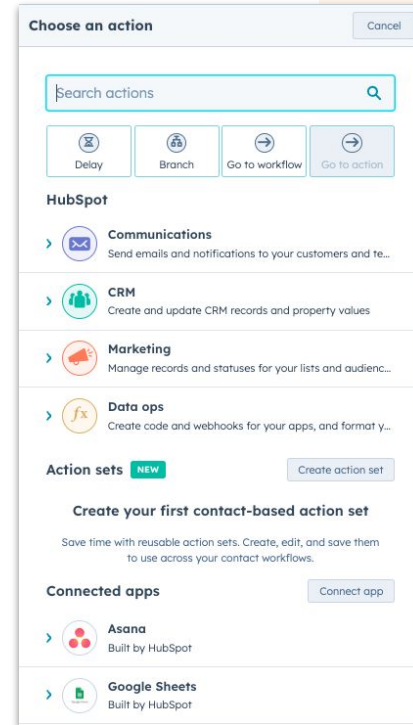 Choose an action
Cancel
Search actions
Delay
Branch
Go to workflow
Go to action
HubSpot
Communications
Send emails and notifications to your customers and te...
CRM
Create and update CRM records and property values
Marketing
Manage records and statuses for your lists and audienc...
fx
Data ops
Create code and webhooks for your apps, and format y...
Action sets
NEW
Create action set
Create your first contact-based action set
Save time with reusable action sets. Create, edit, and save them
to use across your contact workflows.
Connected apps
Connect app
Asana
Built by HubSpot
Google Sheets
Built by HubSpot